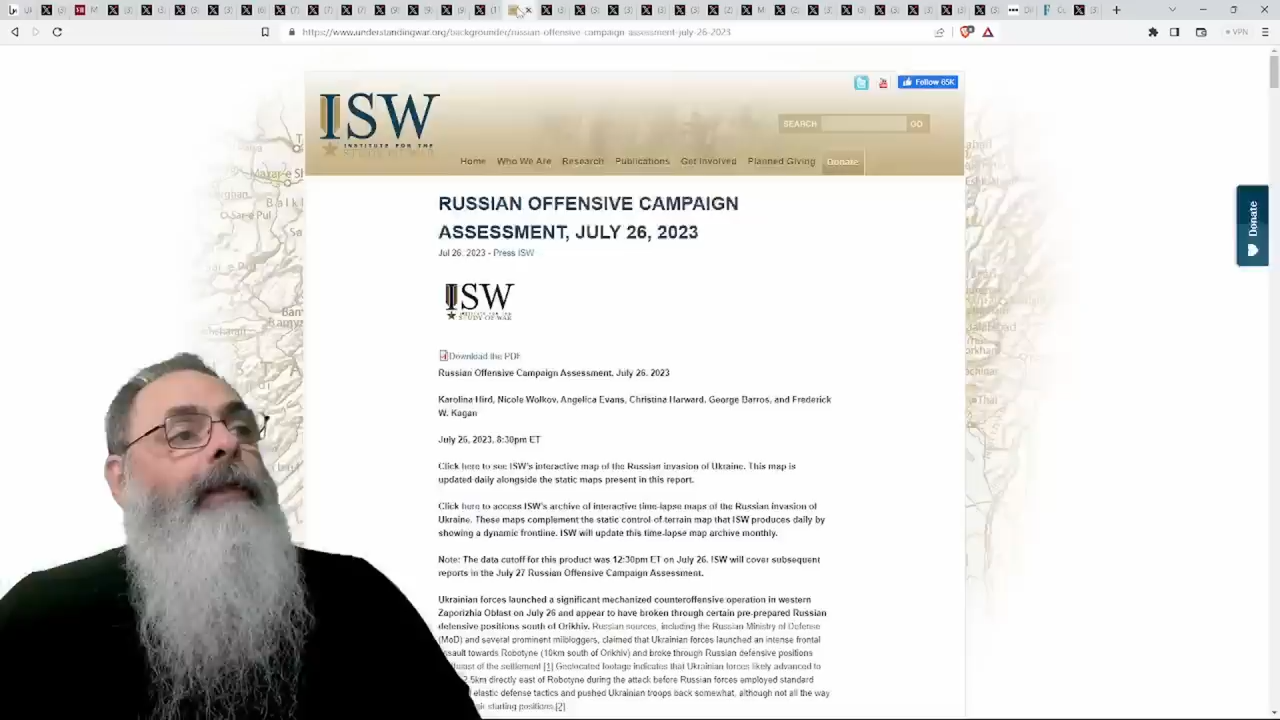 https://www.understandingwar.org/backgrounder/russian-offensive-campaign-assessment-july-26-2023
VPN
Follow 65K
ISW
INSTITUTE FOR THE
STUDY OF WAR
SEARCH
GO
Home Who We Are Research Publications Get Involved Planned Giving Donate
Donate
RUSSIAN OFFENSIVE CAMPAIGN
ASSESSMENT, JULY 26, 2023
Jul 26, 2023 - Press ISW
ISW
INSTITUTE FOR THE
STUDY OF WAR
Download the PDF
Russian Offensive Campaign Assessment, July 26, 2023
Karolina Hird, Nicole Wolkov, Angelica Evans, Christina Harward, George Barros, and Frederick
W. Kagan
July 26, 2023, 8:30pm ET
Click here to see ISW's interactive map of the Russian invasion of Ukraine. This map is
updated daily alongside the static maps present in this report.
Click here to access ISW's archive of interactive time-lapse maps of the Russian invasion of
Ukraine. These maps complement the static control-of-terrain map that ISW produces daily by
showing a dynamic frontline. ISW will update this time-lapse map archive monthly.
Note: The data cutoff for this product was 12:30pm ET on July 26. ISW will cover subsequent
reports in the July 27 Russian Offensive Campaign Assessment.
Ukrainian forces launched a significant mechanized counteroffensive operation in western
Zaporizhia Oblast on July 26 and appear to have broken through certain pre-prepared Russian
defensive positions south of Orikhiv. Russian sources, including the Russian Ministry of Defense
(MoD) and several prominent milbloggers, claimed that Ukrainian forces launched an intense frontal
assault towards Robotyne (10km south of Orikhiv) and broke through Russian defensive positions
of the settlement.[1] Geolocated footage indicates that Ukrainian forces likely advanced to
2.5km directly east of Robotyne during the attack before Russian forces employed standard
elastic defense tactics and pushed Ukrainian troops back somewhat, although not all the way
starting positions.[2]